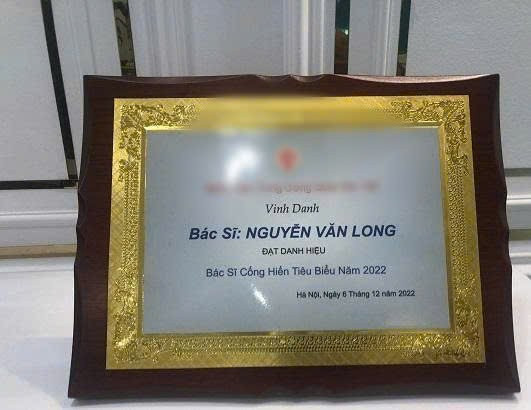 Vinh Danh
Bác Sĩ: NGUYỄN VĂN LONG
ĐẠT DANH HIỆU
Bác Sĩ Cống Hiến Tiêu Biểu Năm 2022
Hà Nội, Ngày 6 Tháng 12 năm 2022